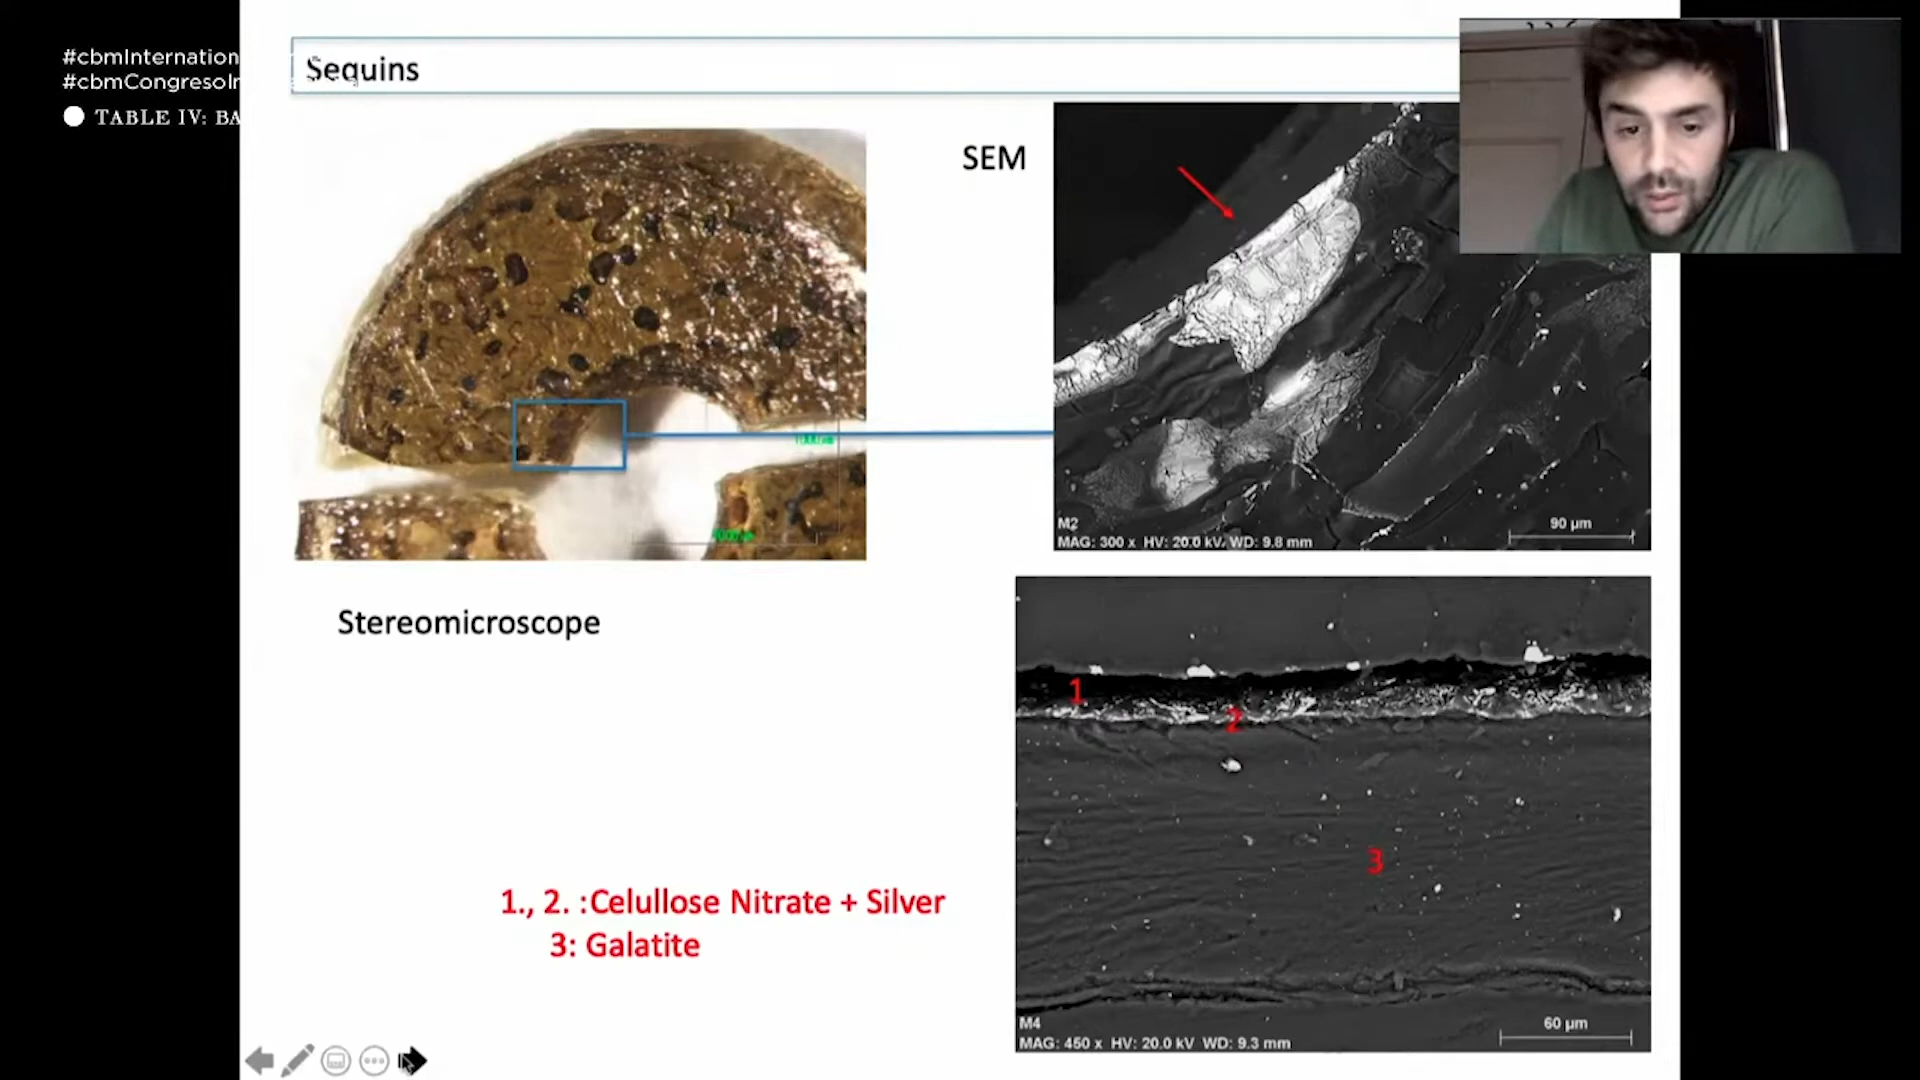 #cbmInternation
#cbmCongresoIn
TABLE IV: BA
Sequins
SEM
M2
MAG: 300 x HV: 20.0 kV WD: 9.8 mm
90 µm
Stereomicroscope
1
2
3
1., 2. :Celullose Nitrate + Silver
3: Galatite
M4
MAG: 450 x HV: 20.0 kV WD: 9.3 mm
60 µm